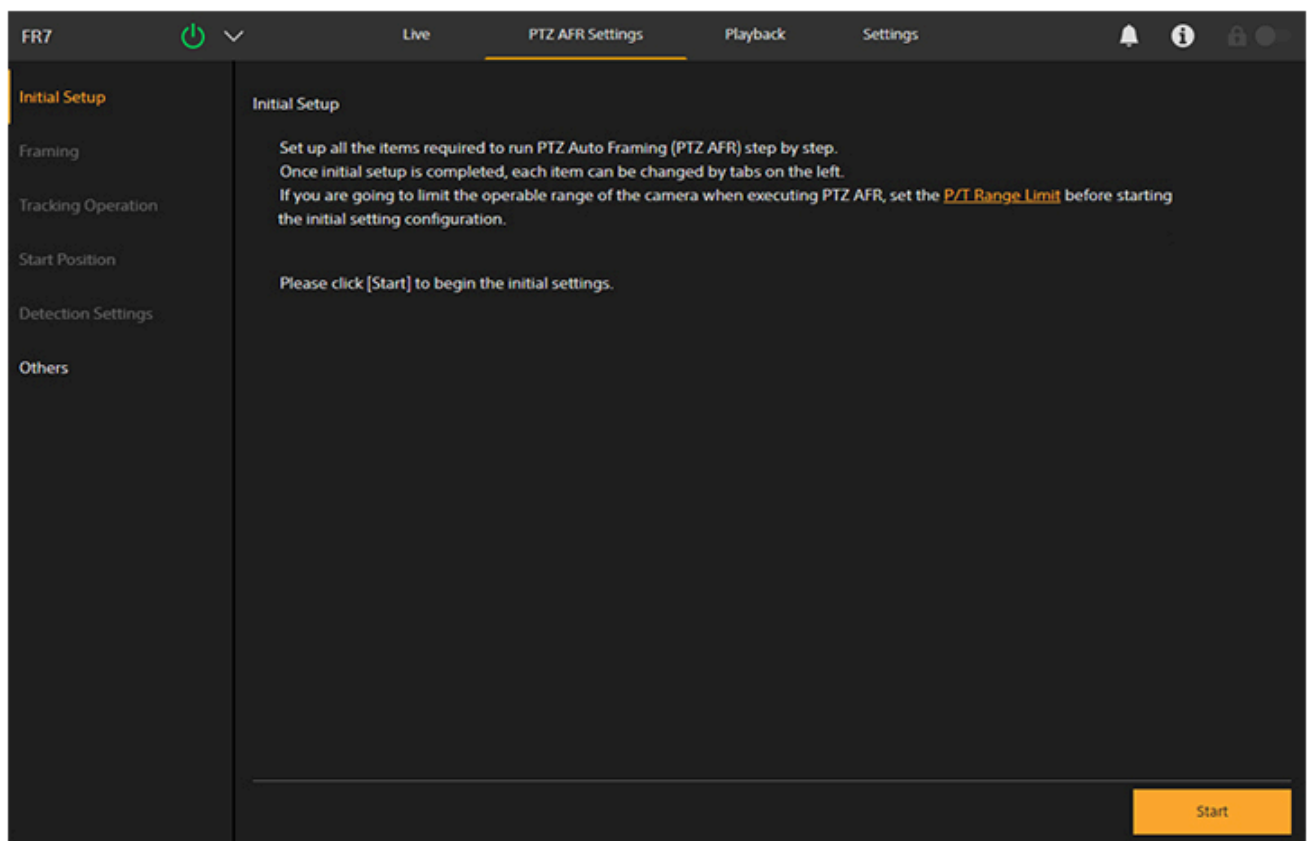 FR7
Live
PTZ AFR Settings
Playback
Settings
Initial Setup
Framing
Tracking Operation
Start Position
Detection Settings
Others
Initial Setup
Set up all the items required to run PTZ Auto Framing (PTZ AFR) step by step.
Once initial setup is completed, each item can be changed by tabs on the left.
If you are going to limit the operable range of the camera when executing PTZ AFR, set the P/T Range Limit before starting
the initial setting configuration.
Please click [Start] to begin the initial settings.
Start